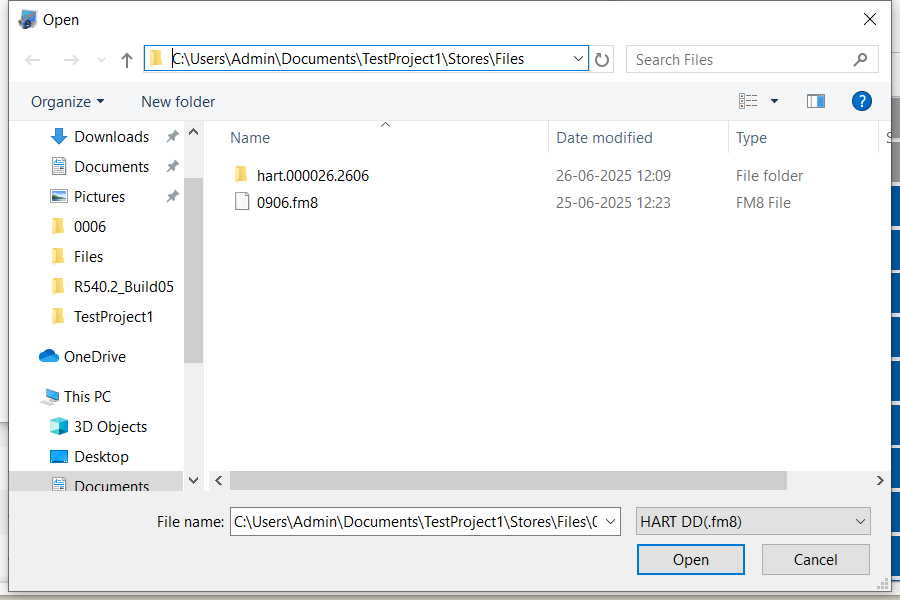 Open
C:\Users\Admin\Documents\TestProject1\Stores\Files
Search Files
Organize
New folder
?
Downloads
Documents
Pictures
0006
Files
R540.2_Build05
TestProject1
OneDrive
This PC
3D Objects
Desktop
Documents
Name Date modified Type S
hart.000026.2606 26-06-2025 12:09 File folder
0906.fm8 25-06-2025 12:23 FM8 File
File name: C:\Users\Admin\Documents\TestProject1\Stores\Files\0 HART DD(.fm8)
Open Cancel